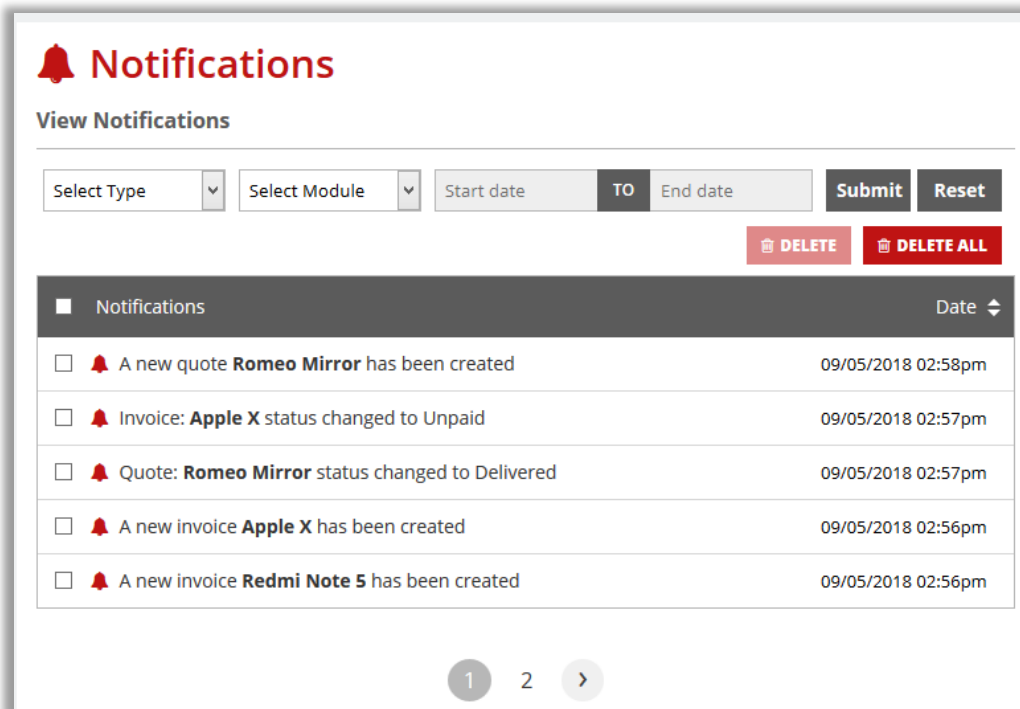 Notifications
View Notifications
Select Type Select Module Start date TO End date Submit Reset
DELETE DELETE ALL
Notifications Date
A new quote Romeo Mirror has been created 09/05/2018 02:58pm
Invoice: Apple X status changed to Unpaid 09/05/2018 02:57pm
Quote: Romeo Mirror status changed to Delivered 09/05/2018 02:57pm
A new invoice Apple X has been created 09/05/2018 02:56pm
A new invoice Redmi Note 5 has been created 09/05/2018 02:56pm
1 2 ›